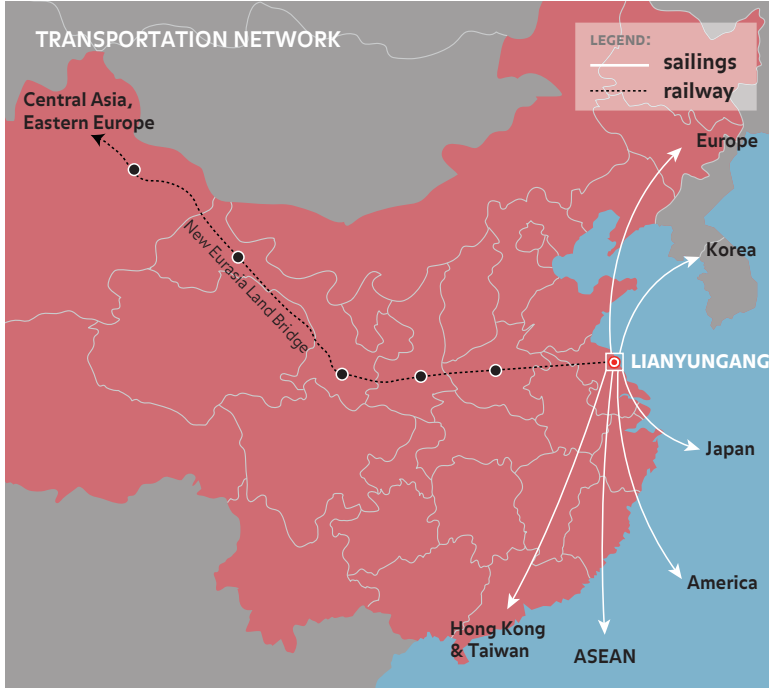 TRANSPORTATION NETWORK
LEGEND:
sailings
railway
Central Asia,
Eastern Europe
Europe
New Eurasia Land Bridge
Korea
LIANYUNGANG
Japan
America
Hong Kong
& Taiwan
ASEAN